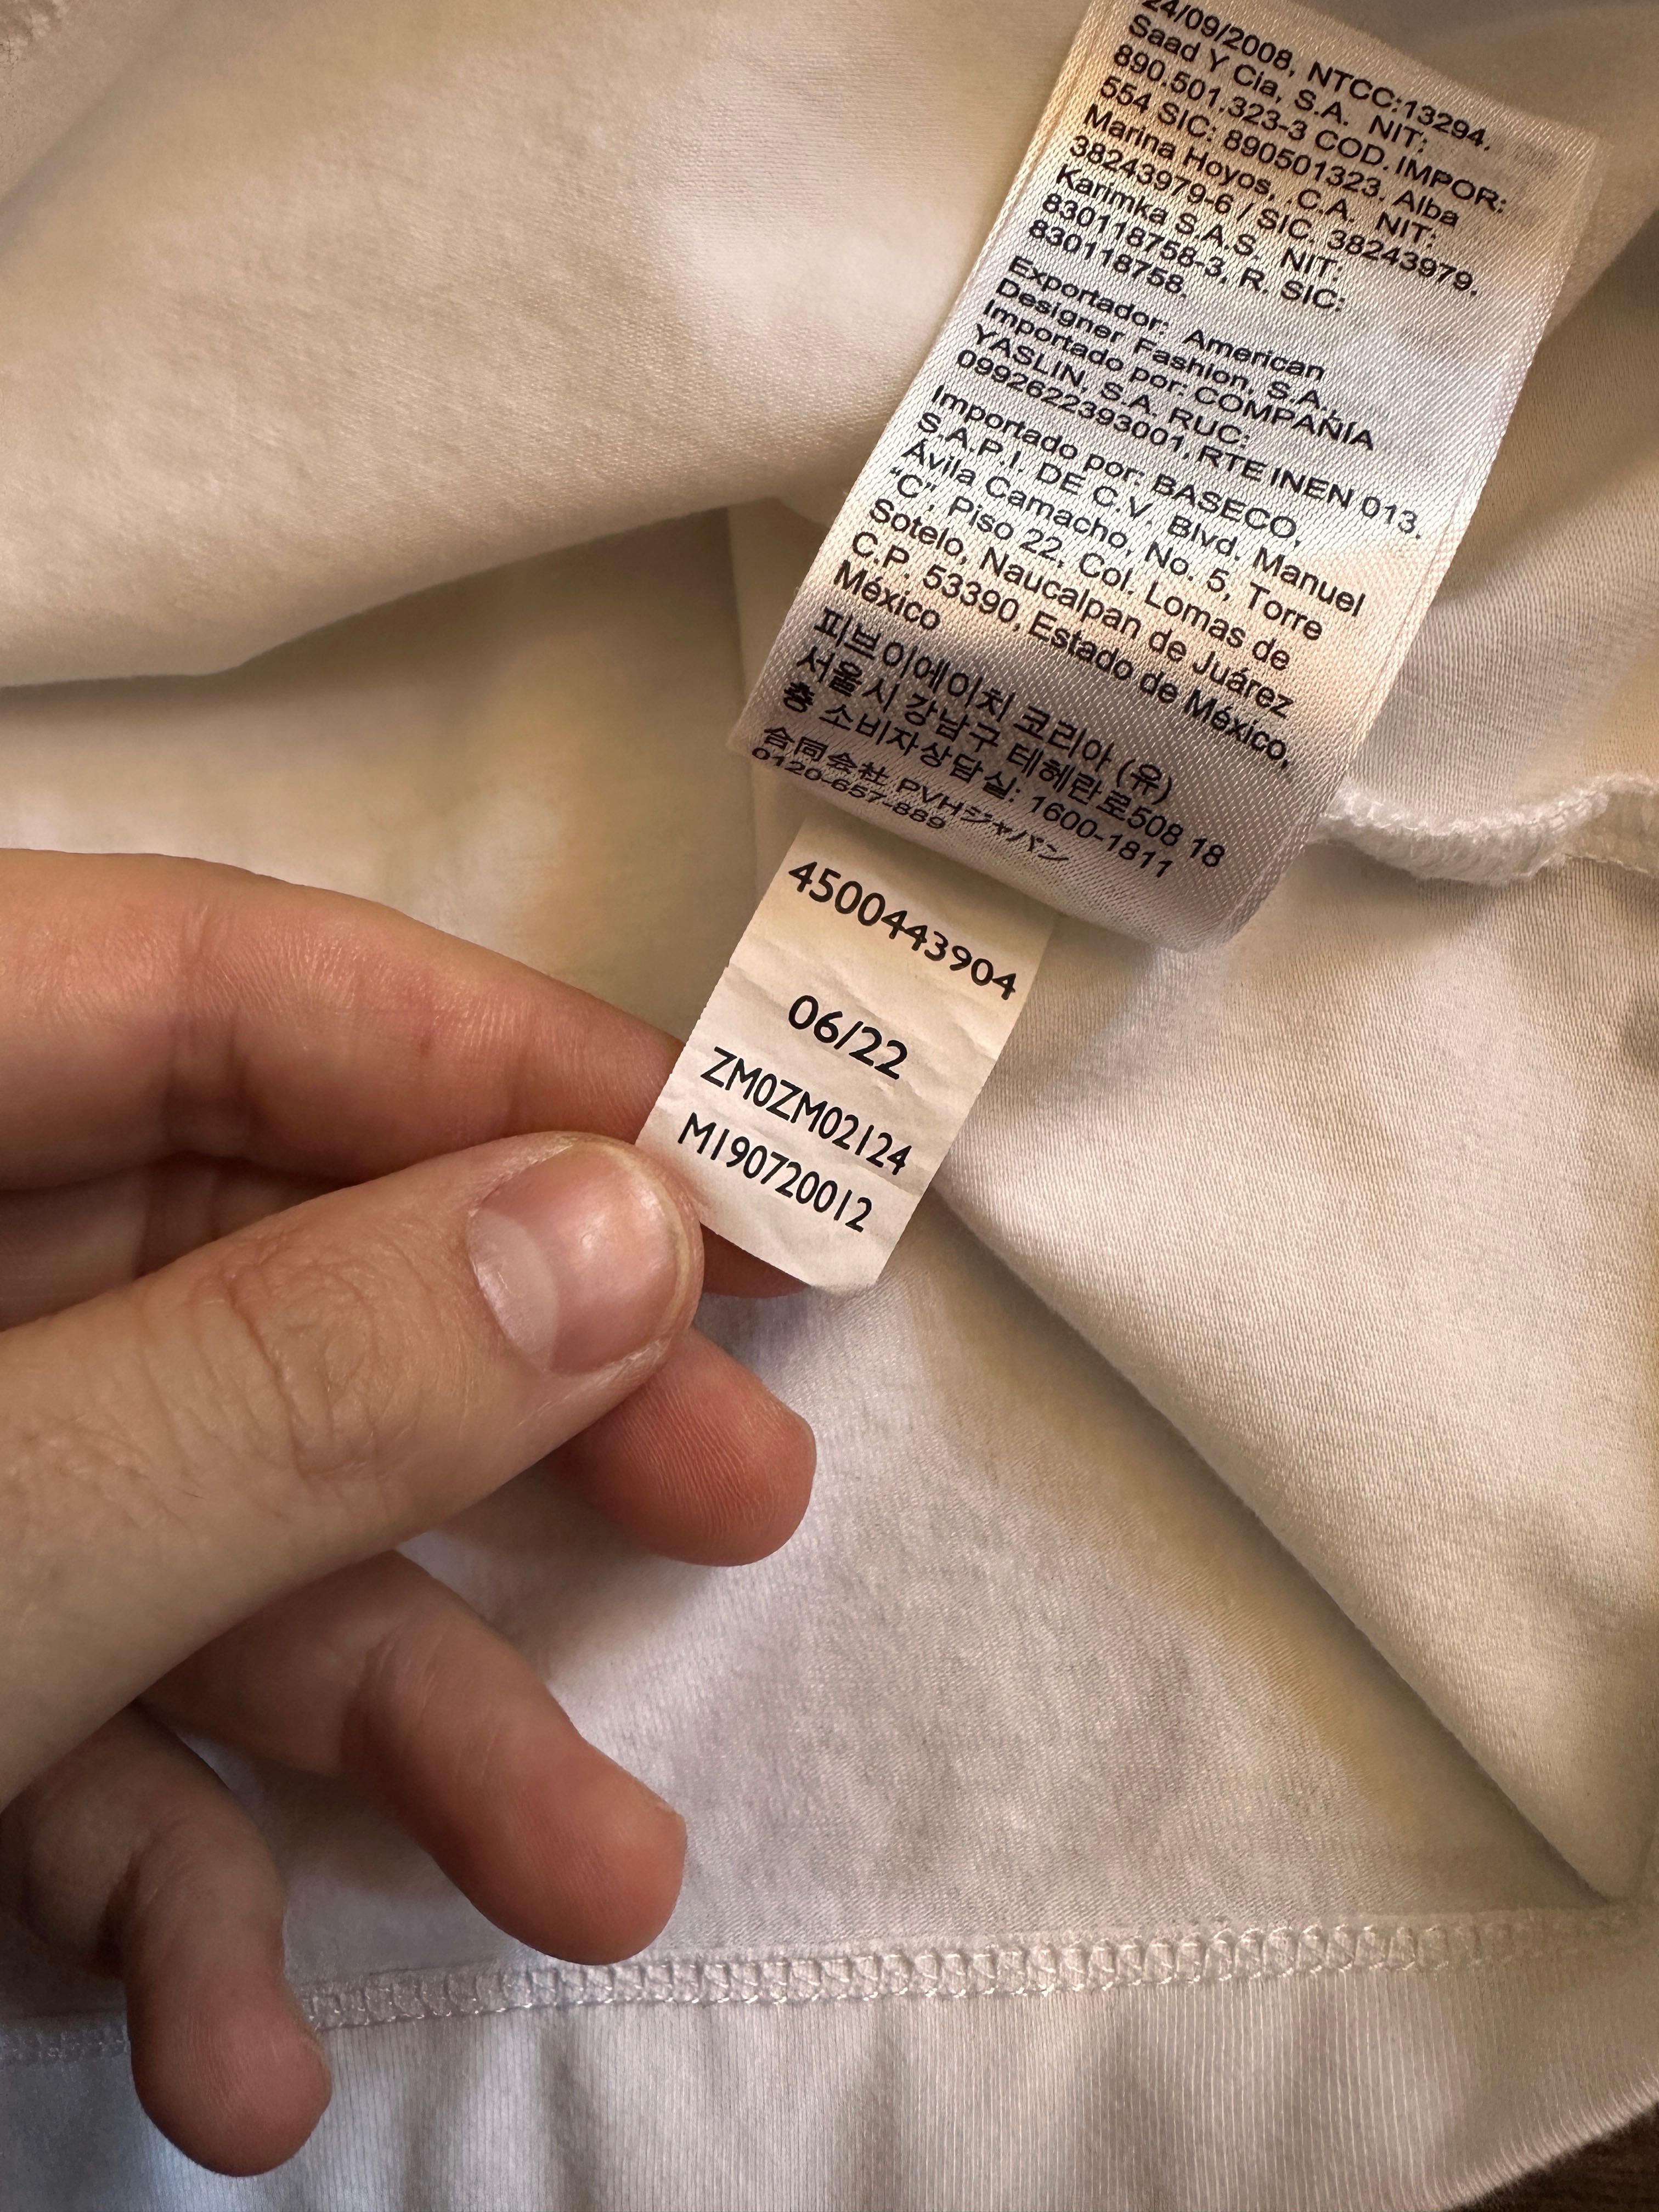 24/09/2008, NTCC:13294.
Saad Y Cia, S.A. NIT:
890.501.323-3 COD. IMPOR:
554 SIC: 890501323. Alba
Marina Hoyos, C.A. NIT:
38243979-6 / SIC. 38243979.
Karimka S.A.S. NIT:
830118758-3, R. SIC:
830118758.
Exportador: American
Designer Fashion, S.A.,
Importado por: COMPAÑÍA
YASLIN, S.A. RUC:
0992622393001, RTE INEN 013.
Importado por: BASECO,
S.A.P.I. DE C.V. Blvd. Manuel
Ávila Camacho, No. 5, Torre
"C", Piso 22, Col. Lomas de
Sotelo, Naucalpan de Juárez
C.P. 53390, Estado de México,
México
피브이에이치 코리아 (유)
서울시 강남구 테헤란로508 18
층 소비자상담실: 1600-1811
合同会社 PVHジャパン
0120-657-889
4500443904
06/22
ZM0ZM02124
M190720012